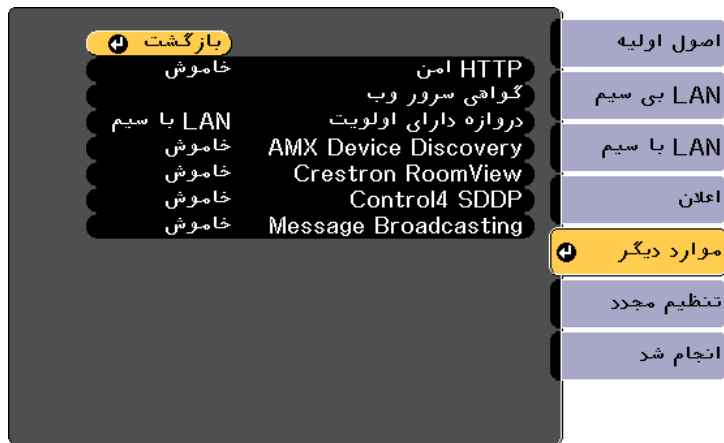 اصول اولیه
LAN بی سیم
LAN با سیم
اعلان
موارد دیگر
تنظیم مجدد
انجام شد
بازگشت
HTTP امن خاموش
گواهی سرور وب
دروازه دارای اولویت LAN با سیم
AMX Device Discovery خاموش
Crestron RoomView خاموش
Control4 SDDP خاموش
Message Broadcasting خاموش